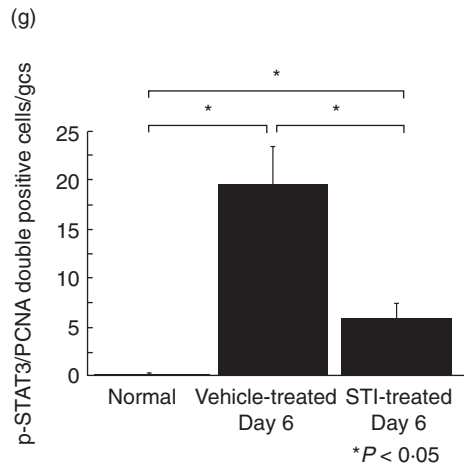 (g)
*
* *
p-STAT3/PCNA double positive cells/gcs
25
20
15
10
5
0
Normal Vehicle-treated STI-treated
Day 6 Day 6
*P < 0·05